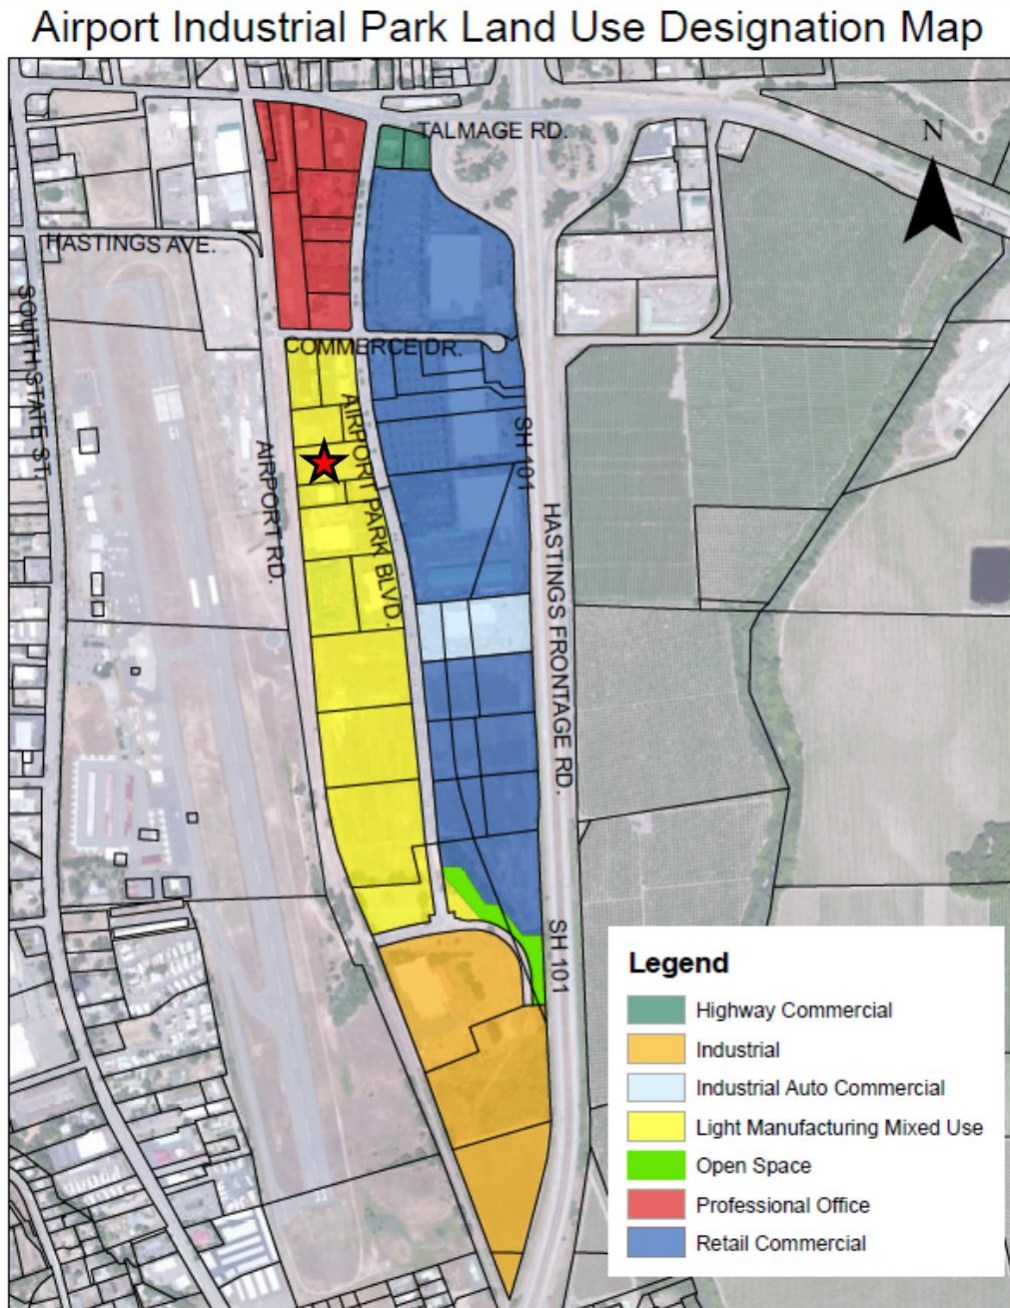 Airport Industrial Park Land Use Designation Map
TALMAGE RD.
N
HASTINGS AVE.
SOUTH STATE ST.
COMMERCE DR.
AIRPORT PARK BLVD.
AIRPORT RD.
SH 101
HASTINGS FRONTAGE RD.
SH 101
Legend
Highway Commercial
Industrial
Industrial Auto Commercial
Light Manufacturing Mixed Use
Open Space
Professional Office
Retail Commercial